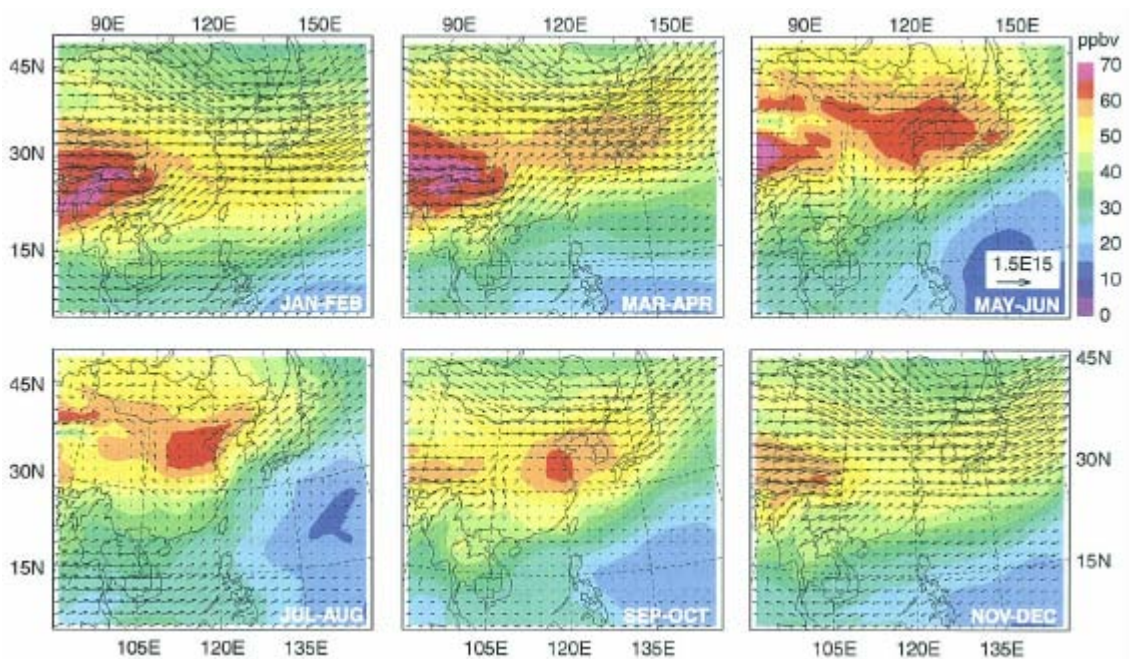 90E 120E 150E 90E 120E 150E 90E 120E 150E
ppbv
45N
30N
15N
70
60
50
40
30
20
10
0
1.5E15
JAN-FEB MAR-APR MAY-JUN
45N
30N
15N
45N
30N
15N
JUL-AUG SEP-OCT NOV-DEC
105E 120E 135E 105E 120E 135E 105E 120E 135E